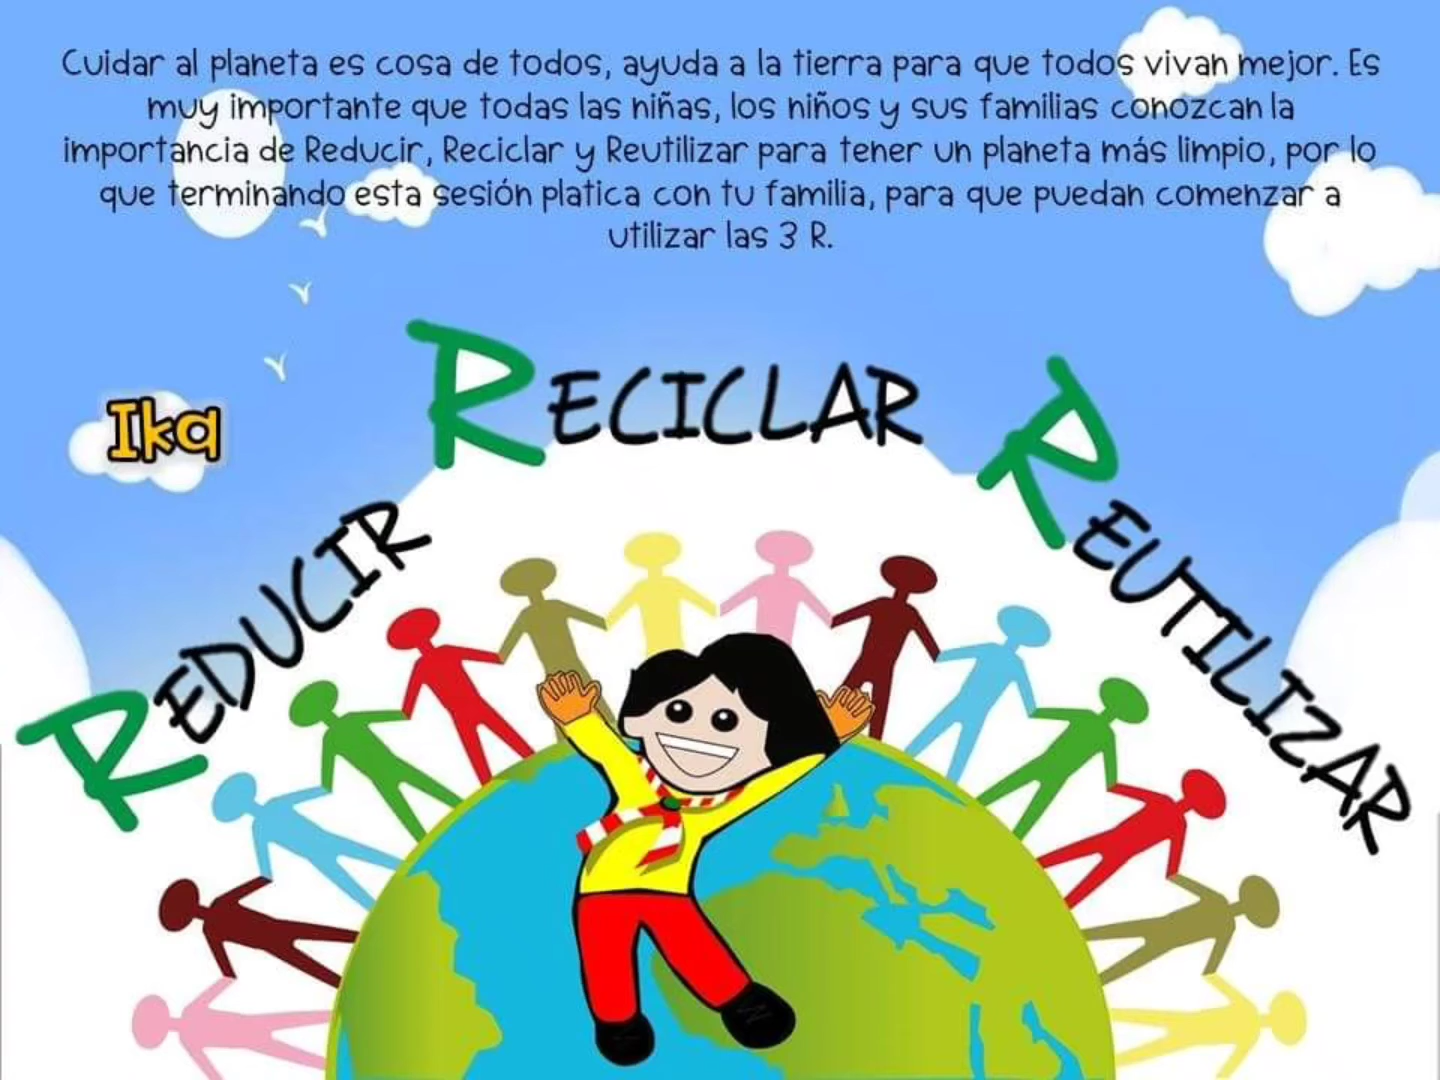 Cuidar al planeta es cosa de todos, ayuda a la tierra para que todos vivan mejor. Es
muy importante que todas las niñas, los niños y sus familias conozcan la
importancia de Reducir, Reciclar y Reutilizar para tener un planeta más limpio, por lo
que terminando esta sesión platica con tu familia, para que puedan comenzar a
utilizar las 3 R.
Ika
REDUCIR
RECICLAR
REUTILIZAR